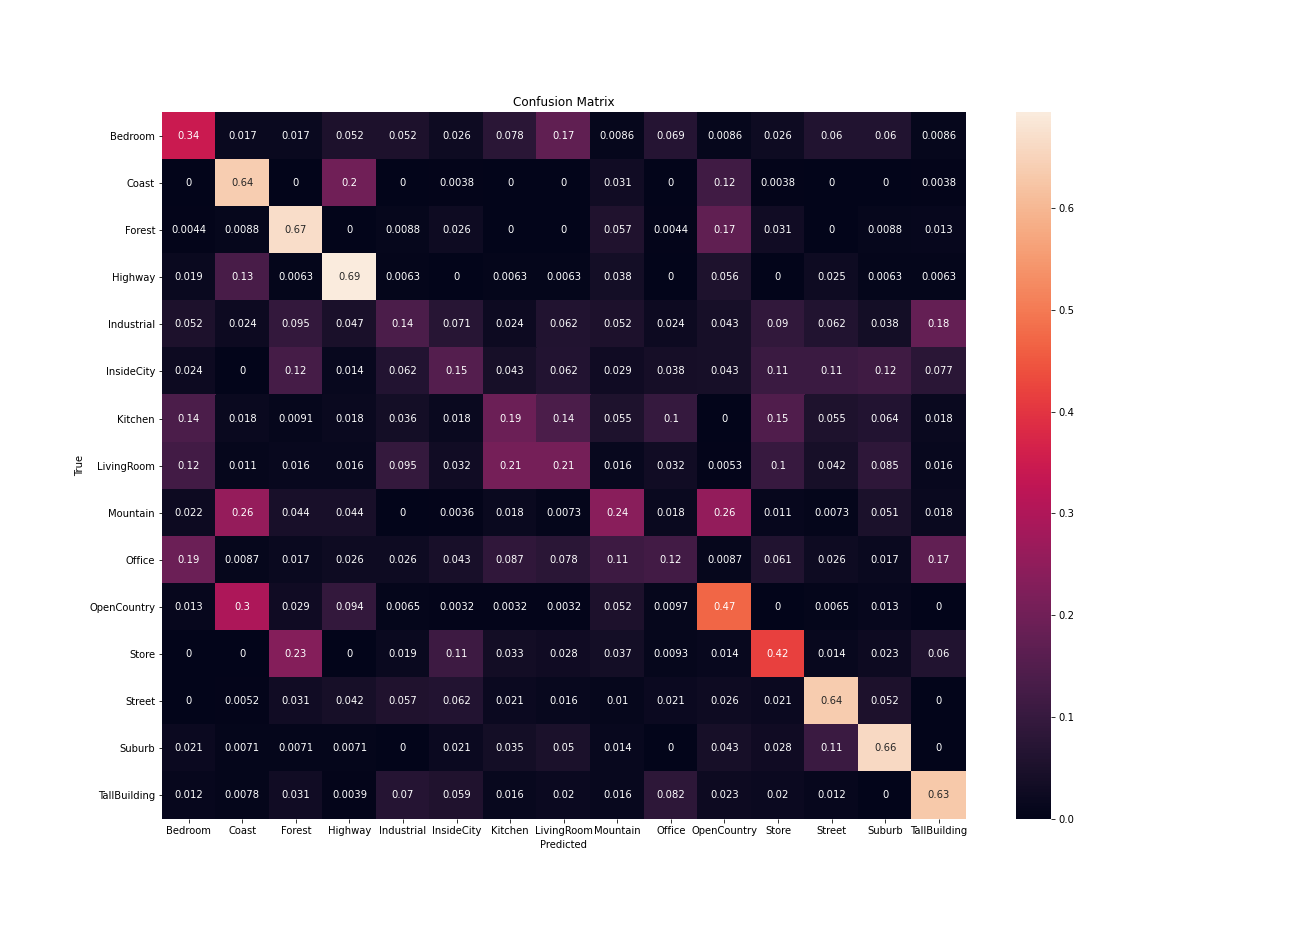 Confusion Matrix
Bedroom 0.34 0.017 0.017 0.052 0.052 0.026 0.078 0.17 0.0086 0.069 0.0086 0.026 0.06 0.06 0.0086
Coast 0 0.64 0 0.2 0 0.0038 0 0 0.031 0 0.12 0.0038 0 0 0.0038
0.6
Forest 0.0044 0.0088 0.67 0 0.0088 0.026 0 0 0.057 0.0044 0.17 0.031 0 0.0088 0.013
Highway 0.019 0.13 0.0063 0.69 0.0063 0 0.0063 0.0063 0.038 0 0.056 0 0.025 0.0063 0.0063
0.5
Industrial 0.052 0.024 0.095 0.047 0.14 0.071 0.024 0.062 0.052 0.024 0.043 0.09 0.062 0.038 0.18
InsideCity 0.024 0 0.12 0.014 0.062 0.15 0.043 0.062 0.029 0.038 0.043 0.11 0.11 0.12 0.077
0.4
Kitchen 0.14 0.018 0.0091 0.018 0.036 0.018 0.19 0.14 0.055 0.1 0 0.15 0.055 0.064 0.018
True
LivingRoom 0.12 0.011 0.016 0.016 0.095 0.032 0.21 0.21 0.016 0.032 0.0053 0.1 0.042 0.085 0.016
Mountain 0.022 0.26 0.044 0.044 0 0.0036 0.018 0.0073 0.24 0.018 0.26 0.011 0.0073 0.051 0.018
0.3
Office 0.19 0.0087 0.017 0.026 0.026 0.043 0.087 0.078 0.11 0.12 0.0087 0.061 0.026 0.017 0.17
OpenCountry 0.013 0.3 0.029 0.094 0.0065 0.0032 0.0032 0.0032 0.052 0.0097 0.47 0 0.0065 0.013 0
0.2
Store 0 0 0.23 0 0.019 0.11 0.033 0.028 0.037 0.0093 0.014 0.42 0.014 0.023 0.06
Street 0 0.0052 0.031 0.042 0.057 0.062 0.021 0.016 0.01 0.021 0.026 0.021 0.64 0.052 0
0.1
Suburb 0.021 0.0071 0.0071 0.0071 0 0.021 0.035 0.05 0.014 0 0.043 0.028 0.11 0.66 0
TallBuilding 0.012 0.0078 0.031 0.0039 0.07 0.059 0.016 0.02 0.016 0.082 0.023 0.02 0.012 0 0.63
0.0
Bedroom Coast Forest Highway Industrial InsideCity Kitchen LivingRoom Mountain Office OpenCountry Store Street Suburb TallBuilding
Predicted